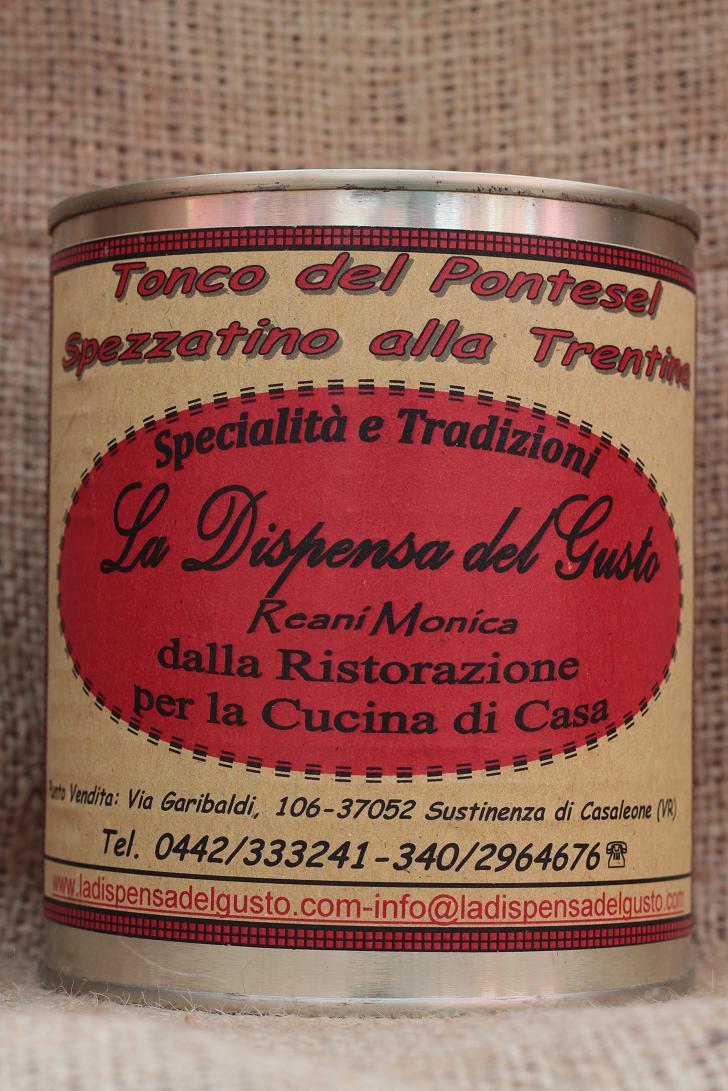 Tonco del Pontesel
Spezzatino alla Trentina
Specialità e Tradizioni
La Dispensa del Gusto
Reani Monica
dalla Ristorazione
per la Cucina di Casa
Punto Vendita: Via Garibaldi, 106-37052 Sustinenza di Casaleone (VR)
Tel. 0442/333241-340/2964676
www.ladispensadelgusto.com-info@ladispensadelgusto.com